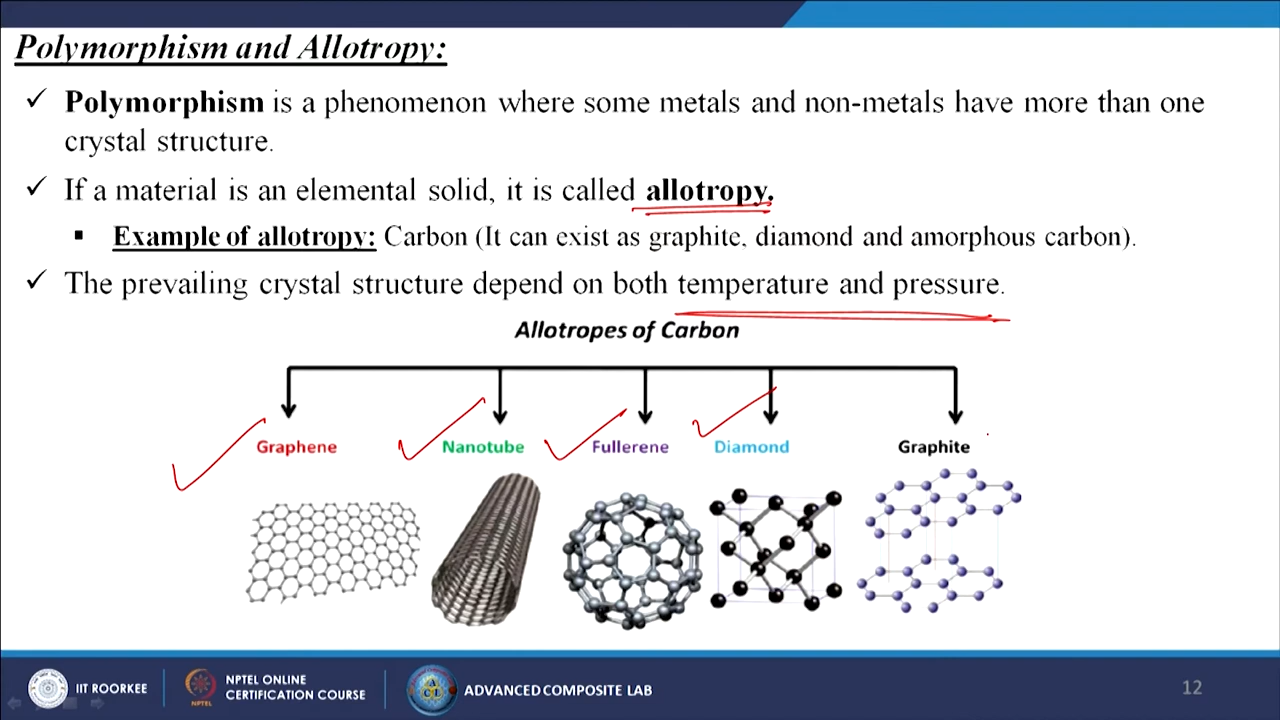 Polymorphism and Allotropy:
✓ Polymorphism is a phenomenon where some metals and non-metals have more than one
crystal structure.
✓ If a material is an elemental solid, it is called allotropy.
▪ Example of allotropy: Carbon (It can exist as graphite, diamond and amorphous carbon).
✓ The prevailing crystal structure depend on both temperature and pressure.
Allotropes of Carbon
Graphene Nanotube Fullerene Diamond Graphite
IIT ROORKEE
NPTEL
NPTEL ONLINE
CERTIFICATION COURSE
ACL
ADVANCED COMPOSITE LAB
12